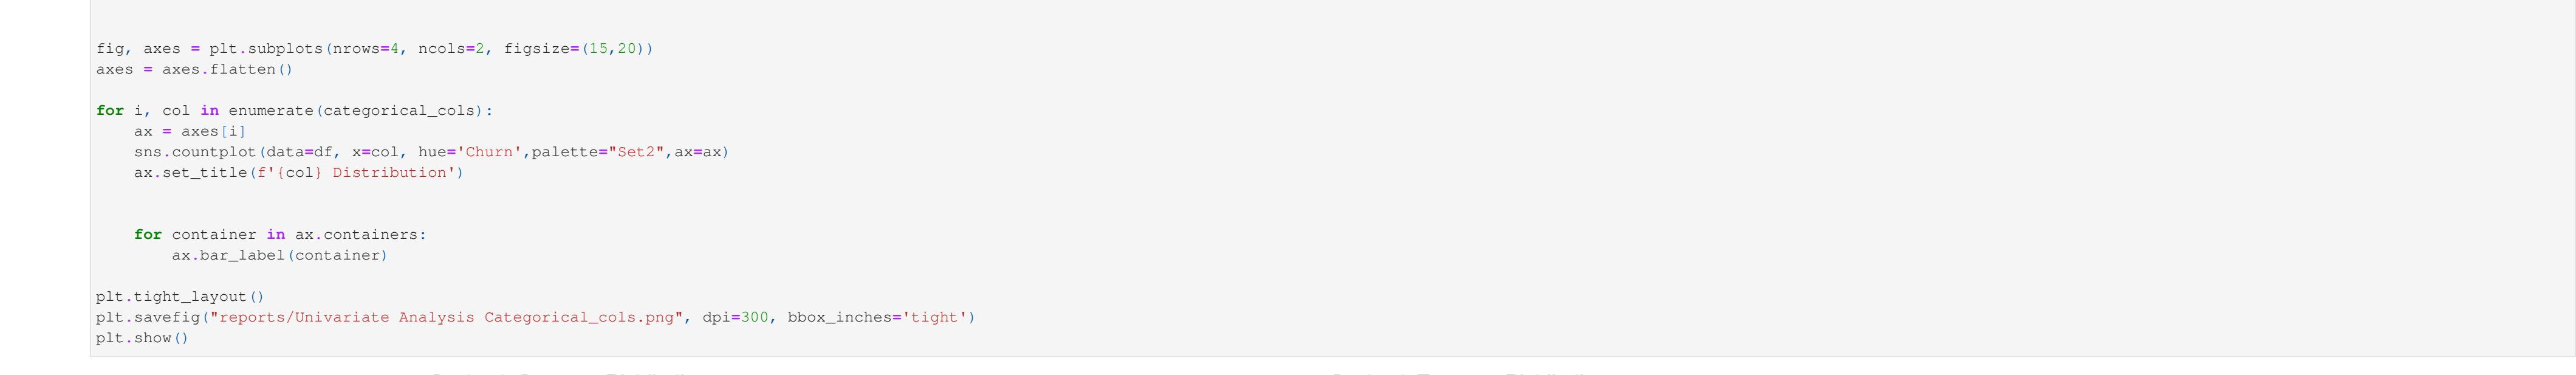 fig, axes = plt.subplots(nrows=4, ncols=2, figsize=(15,20))
axes = axes.flatten()
for i, col in enumerate(categorical_cols):
    ax = axes[i]
    sns.countplot(data=df, x=col, hue='Churn',palette="Set2",ax=ax)
    ax.set_title(f'{col} Distribution')
    for container in ax.containers:
        ax.bar_label(container)
plt.tight_layout()
plt.savefig("reports/Univariate Analysis Categorical_cols.png", dpi=300, bbox_inches='tight')
plt.show()